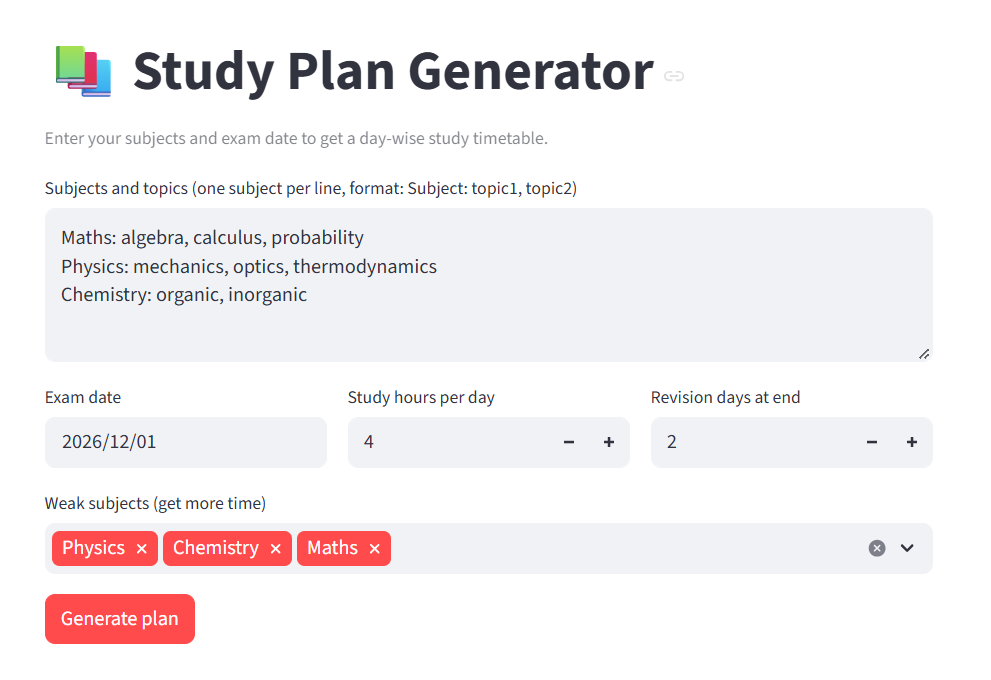 Study Plan Generator
Enter your subjects and exam date to get a day-wise study timetable.
Subjects and topics (one subject per line, format: Subject: topic1, topic2)
Maths: algebra, calculus, probability
Physics: mechanics, optics, thermodynamics
Chemistry: organic, inorganic
Exam date Study hours per day Revision days at end
2026/12/01 4 − + 2 − +
Weak subjects (get more time)
Physics × Chemistry × Maths ×
Generate plan